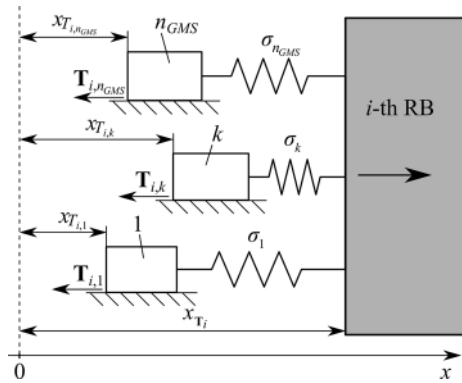 x_{T_{i,n_{GMS}}}
n_{GMS}
σ_{n_{GMS}}
T_{i,n_{GMS}}
i-th RB
x_{T_{i,k}}
k
σ_k
T_{i,k}
x_{T_{i,1}}
1
σ_1
T_{i,1}
x_{T_i}
0
x